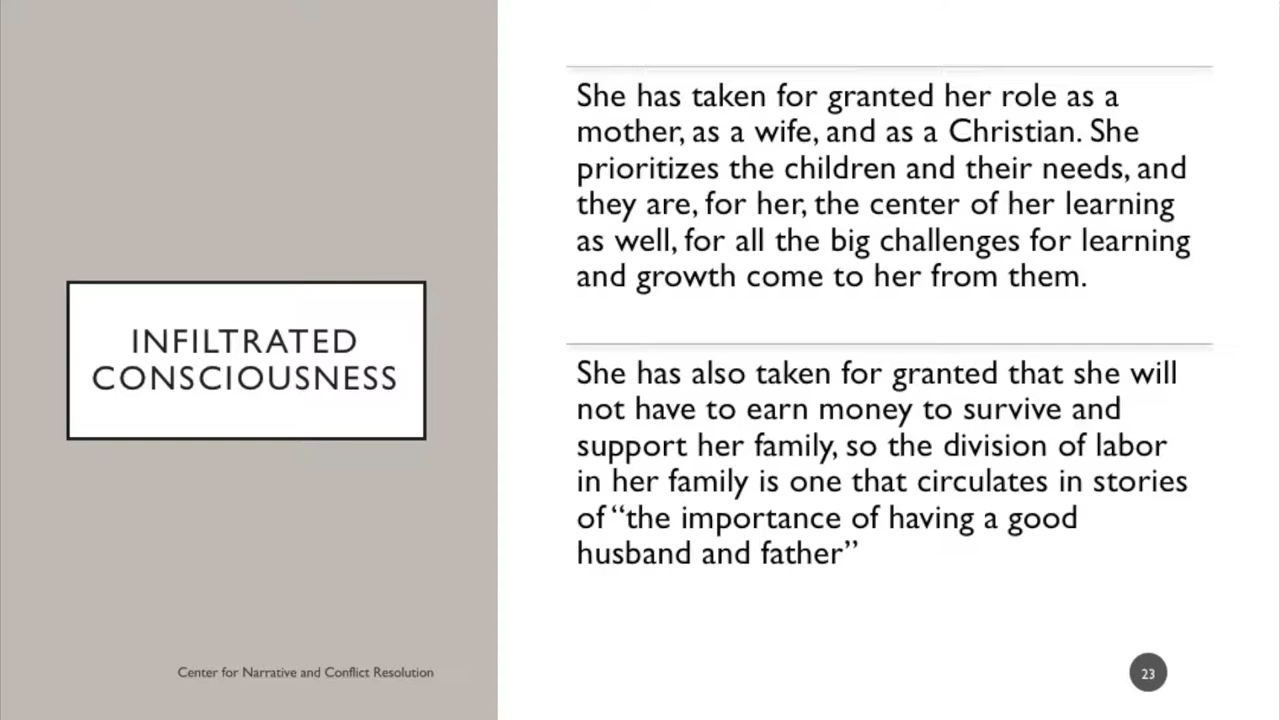 INFILTRATED
CONSCIOUSNESS
She has taken for granted her role as a
mother, as a wife, and as a Christian. She
prioritizes the children and their needs, and
they are, for her, the center of her learning
as well, for all the big challenges for learning
and growth come to her from them.
She has also taken for granted that she will
not have to earn money to survive and
support her family, so the division of labor
in her family is one that circulates in stories
of “the importance of having a good
husband and father”
Center for Narrative and Conflict Resolution
23